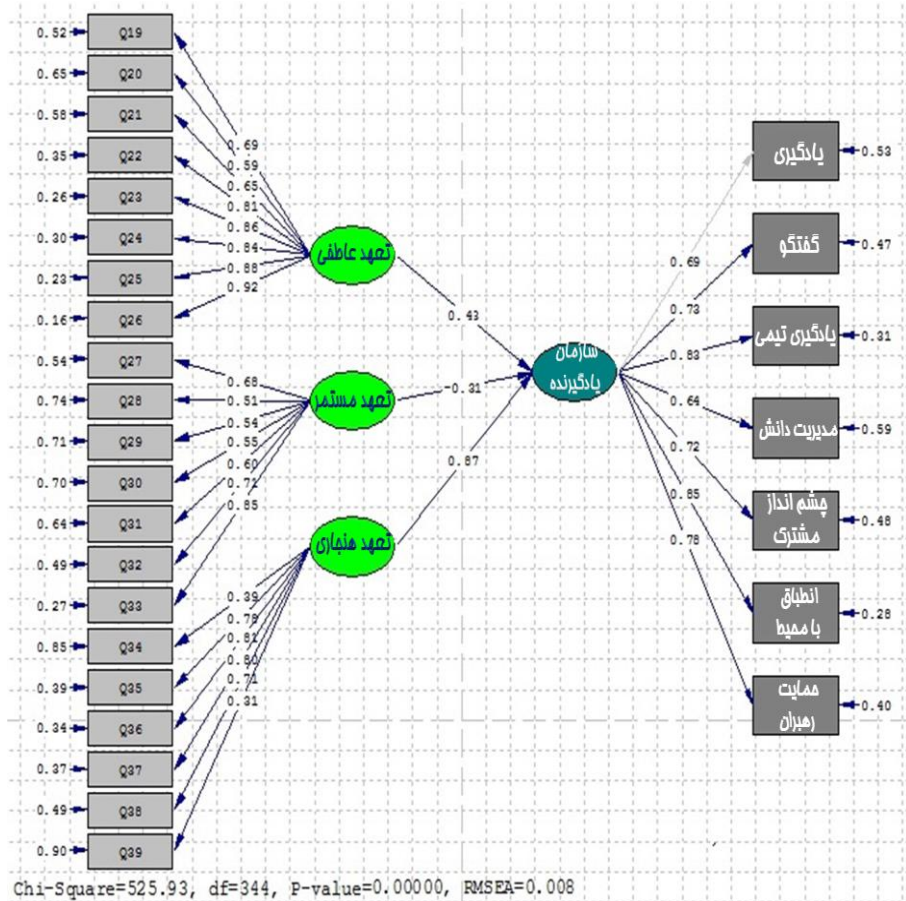 0.52
Q19
0.65
Q20
0.58
Q21
0.35
Q22
0.26
Q23
0.30
Q24
0.23
Q25
0.16
Q26
0.54
Q27
0.74
Q28
0.71
Q29
0.70
Q30
0.64
Q31
0.49
Q32
0.27
Q33
0.85
Q34
0.39
Q35
0.34
Q36
0.37
Q37
0.49
Q38
0.90
Q39
0.69
0.59
0.65
0.81
0.86
0.84
0.88
0.92
0.68
0.51
0.54
0.55
0.60
0.71
0.85
0.39
0.78
0.81
0.80
0.71
0.31
تعهد عاطفی
تعهد مستمر
تعهد هنجاری
0.43
-0.31
0.87
سازمان
یادگیرنده
0.69
0.73
0.83
0.64
0.72
0.85
0.78
یادگیری
0.53
گفتگو
0.47
یادگیری تیمی
0.31
مدیریت دانش
0.59
چشم انداز
مشترک
0.48
انطباق
با محیط
0.28
حمایت
رهبران
0.40
Chi-Square=525.93, df=344, P-value=0.00000, RMSEA=0.008